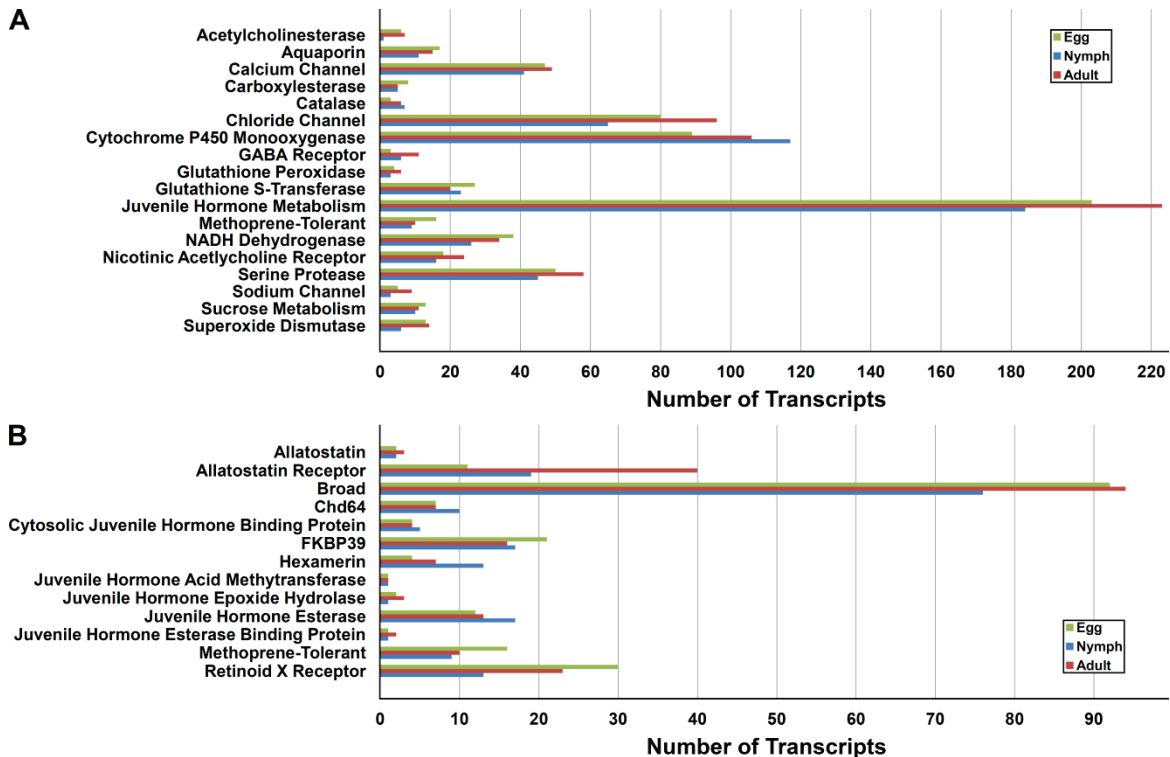 A
Acetylcholinesterase
Aquaporin
Calcium Channel
Carboxylesterase
Catalase
Chloride Channel
Cytochrome P450 Monooxygenase
GABA Receptor
Glutathione Peroxidase
Glutathione S-Transferase
Juvenile Hormone Metabolism
Methoprene-Tolerant
NADH Dehydrogenase
Nicotinic Acetlycholine Receptor
Serine Protease
Sodium Channel
Sucrose Metabolism
Superoxide Dismutase
Egg
Nymph
Adult
0 20 40 60 80 100 120 140 160 180 200 220
Number of Transcripts
B
Allatostatin
Allatostatin Receptor
Broad
Chd64
Cytosolic Juvenile Hormone Binding Protein
FKBP39
Hexamerin
Juvenile Hormone Acid Methytransferase
Juvenile Hormone Epoxide Hydrolase
Juvenile Hormone Esterase
Juvenile Hormone Esterase Binding Protein
Methoprene-Tolerant
Retinoid X Receptor
Egg
Nymph
Adult
0 10 20 30 40 50 60 70 80 90
Number of Transcripts